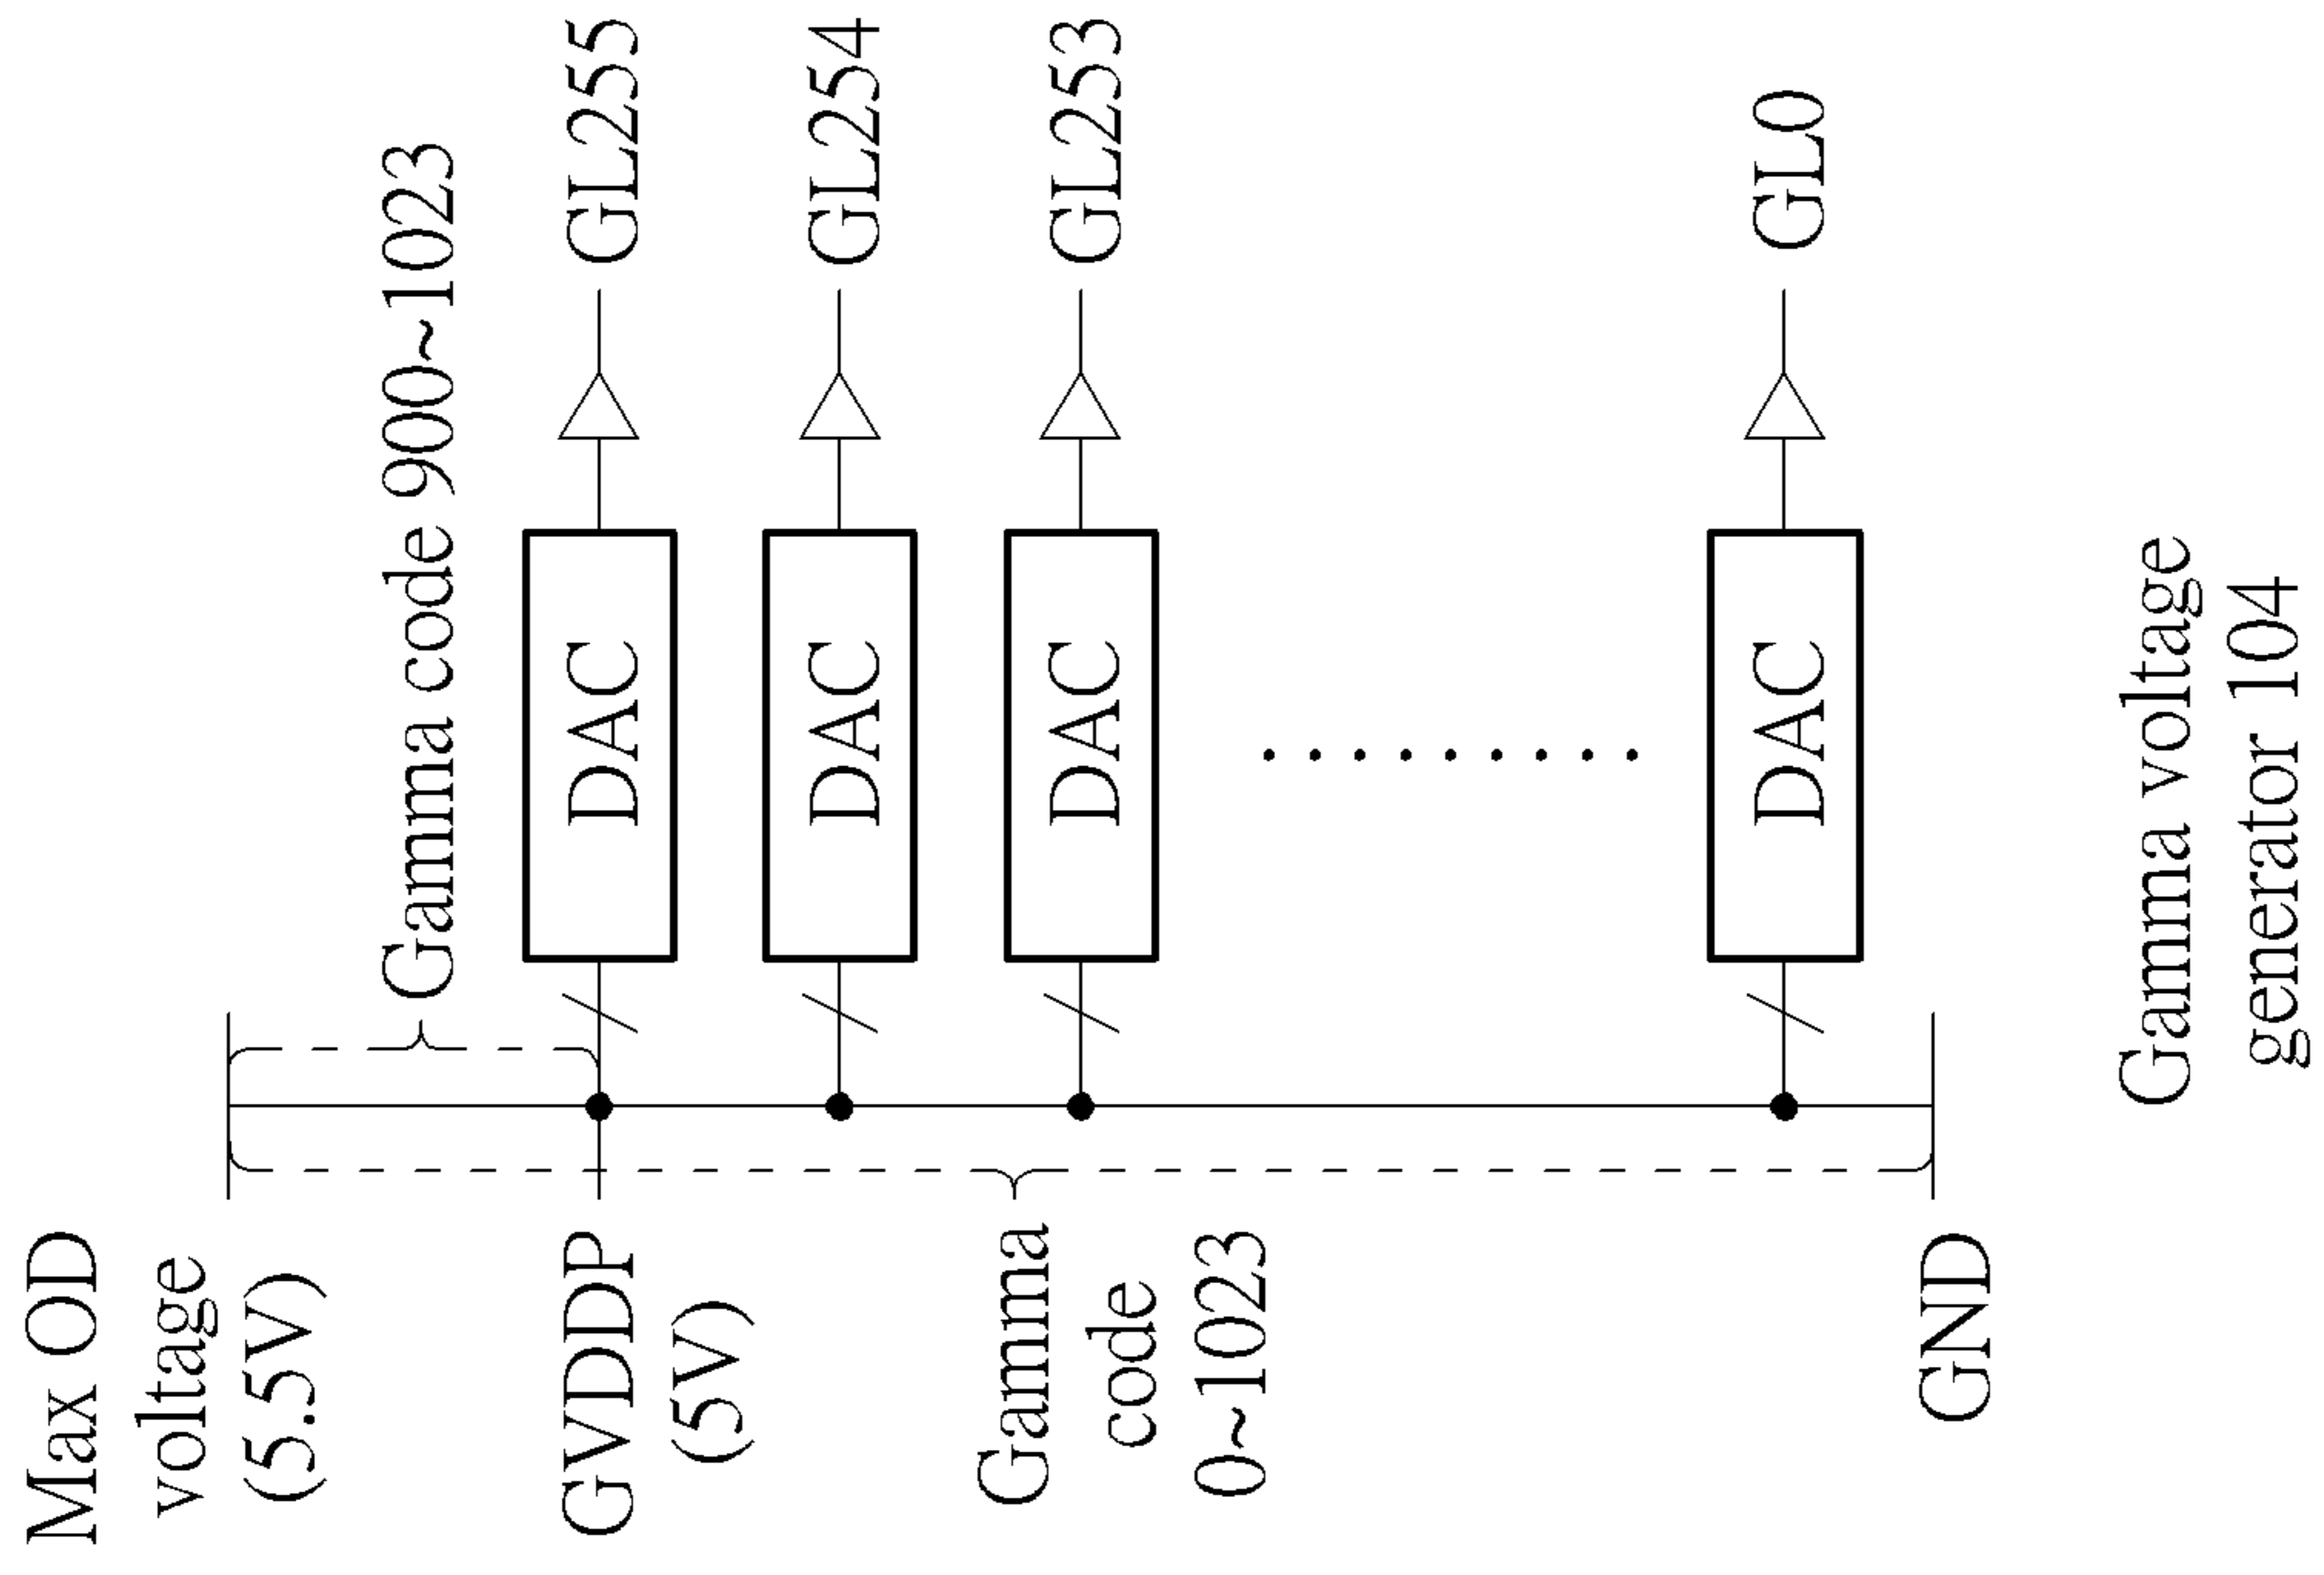 Max OD
voltage
(5.5V)
Gamma code 900~1023
GVDDP
(5V)
DAC
GL255
DAC
GL254
Gamma
code
0~1023
DAC
GL253
DAC
GL0
GND
Gamma voltage
generator 104